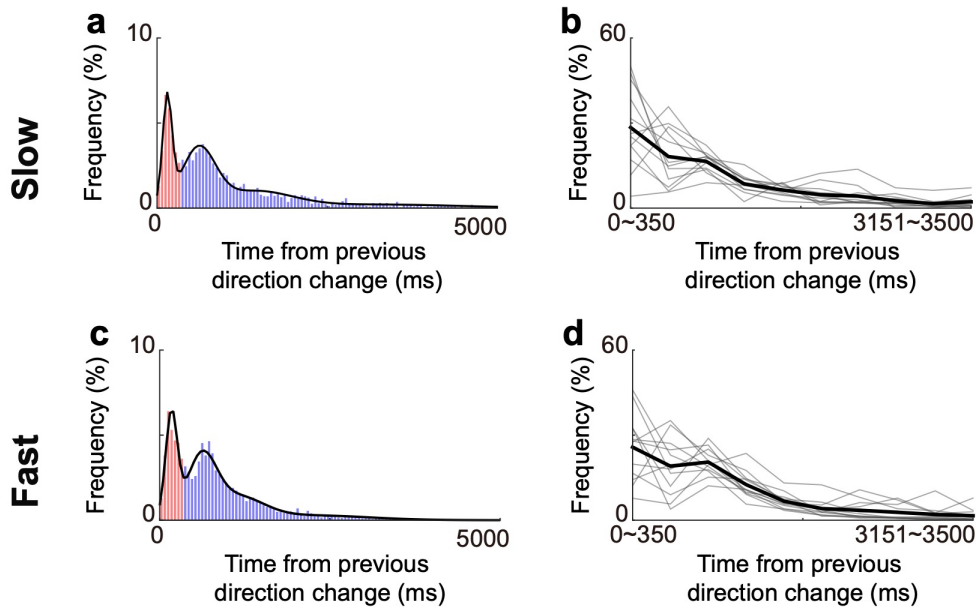 a
b
Slow
10
Frequency (%)
0
0
5000
Time from previous
direction change (ms)
60
Frequency (%)
0
0~350
3151~3500
Time from previous
direction change (ms)
c
d
Fast
10
Frequency (%)
0
0
5000
Time from previous
direction change (ms)
60
Frequency (%)
0
0~350
3151~3500
Time from previous
direction change (ms)